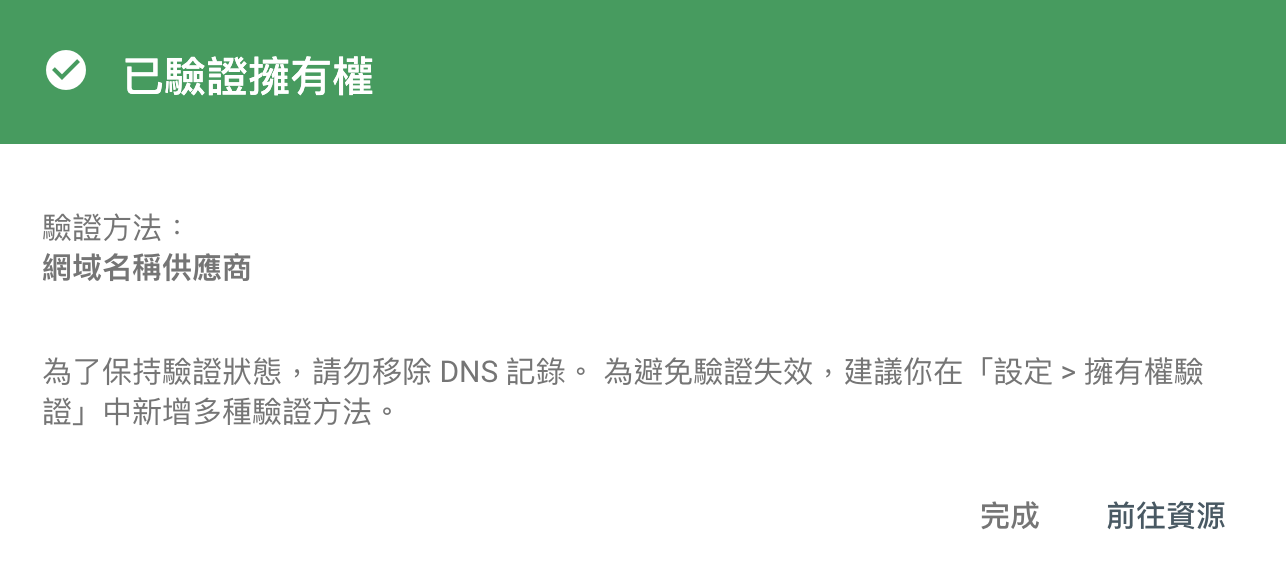 已驗證擁有權
驗證方法：
網域名稱供應商
為了保持驗證狀態，請勿移除 DNS 記錄。 為避免驗證失效，建議你在「設定 > 擁有權驗
證」中新增多種驗證方法。
完成 前往資源